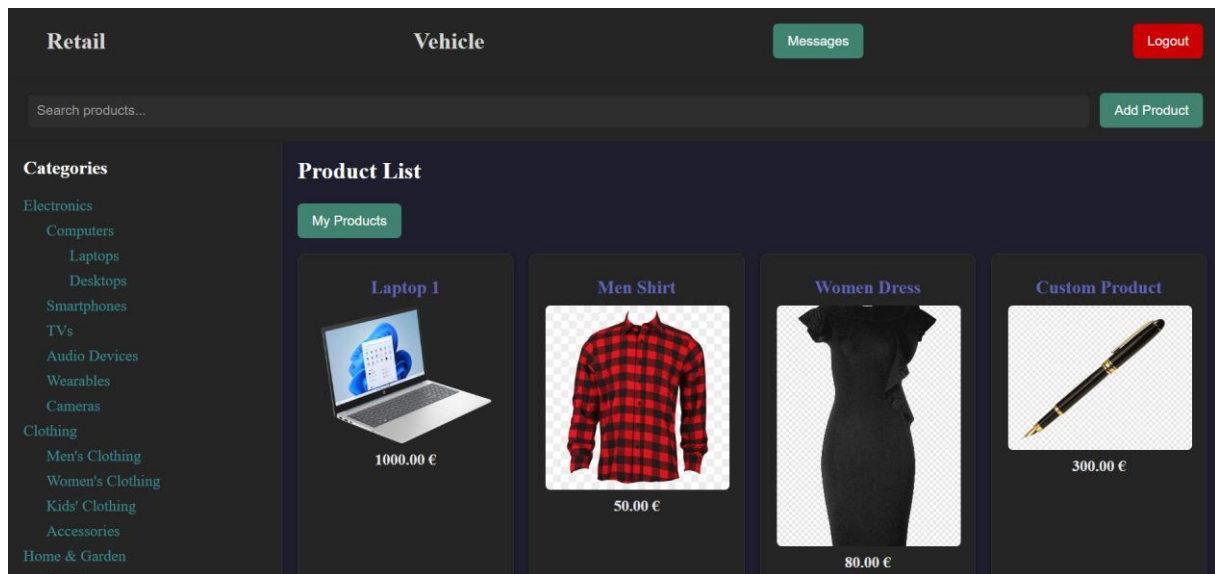 Retail
Vehicle
Messages
Logout
Search products...
Add Product
Categories
Electronics
Computers
Laptops
Desktops
Smartphones
TVs
Audio Devices
Wearables
Cameras
Clothing
Men's Clothing
Women's Clothing
Kids' Clothing
Accessories
Home & Garden
Product List
My Products
Laptop 1
1000.00 €
Men Shirt
50.00 €
Women Dress
80.00 €
Custom Product
300.00 €